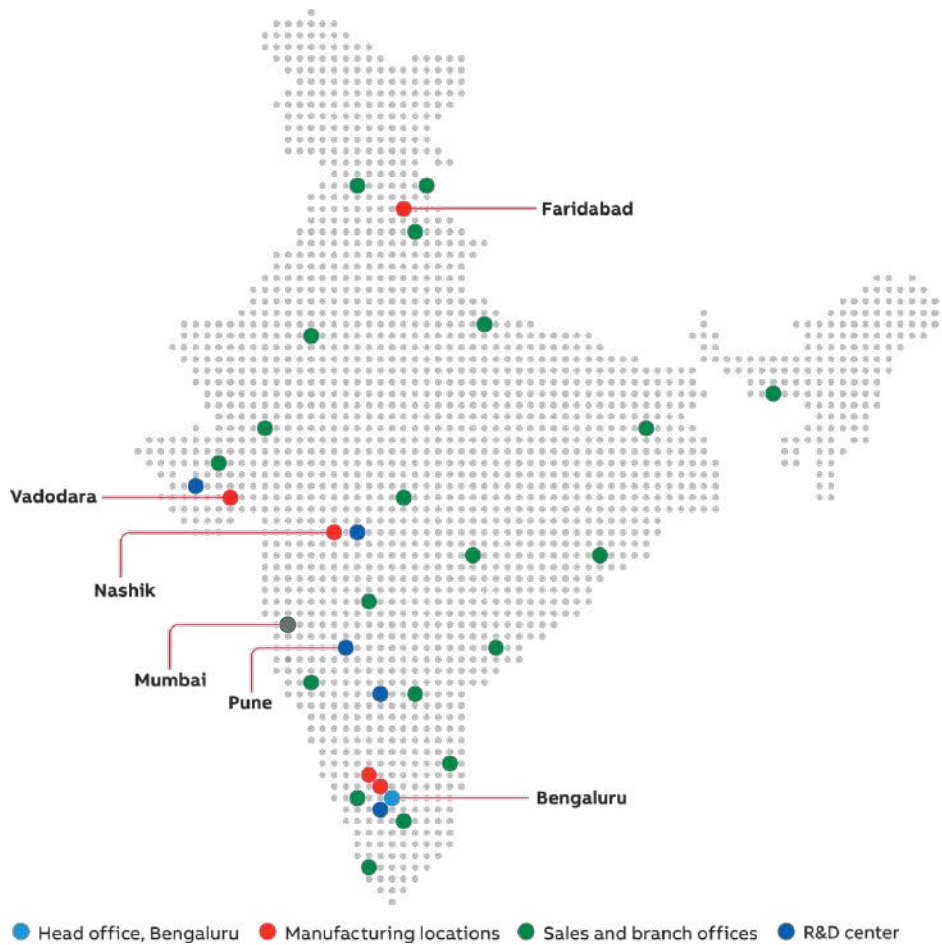 Faridabad
Vadodara
Nashik
Mumbai
Pune
Bengaluru
Head office, Bengaluru
Manufacturing locations
Sales and branch offices
R&D center